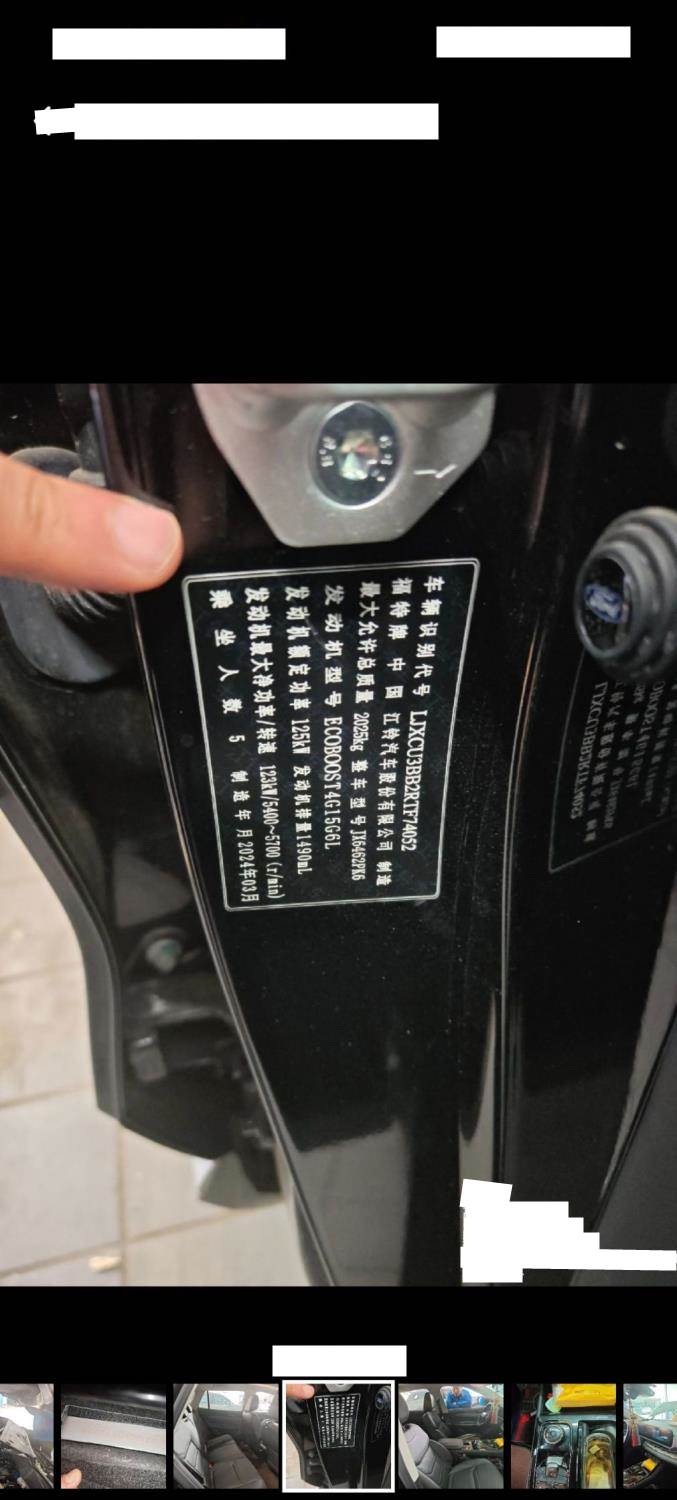 车辆识别代号 LJXCU3BB2RTF74052
福特牌 中国 江铃汽车股份有限公司 制造
最大允许总质量 2025kg 整车型号 JX6462PK6
发动机型号 ECOBOOST4G15G6L
发动机额定功率 125kW 发动机排量1490mL
发动机最大净功率/转速 123kW/5400~5700(r/min)
乘坐人数 5 制造年月2024年03月